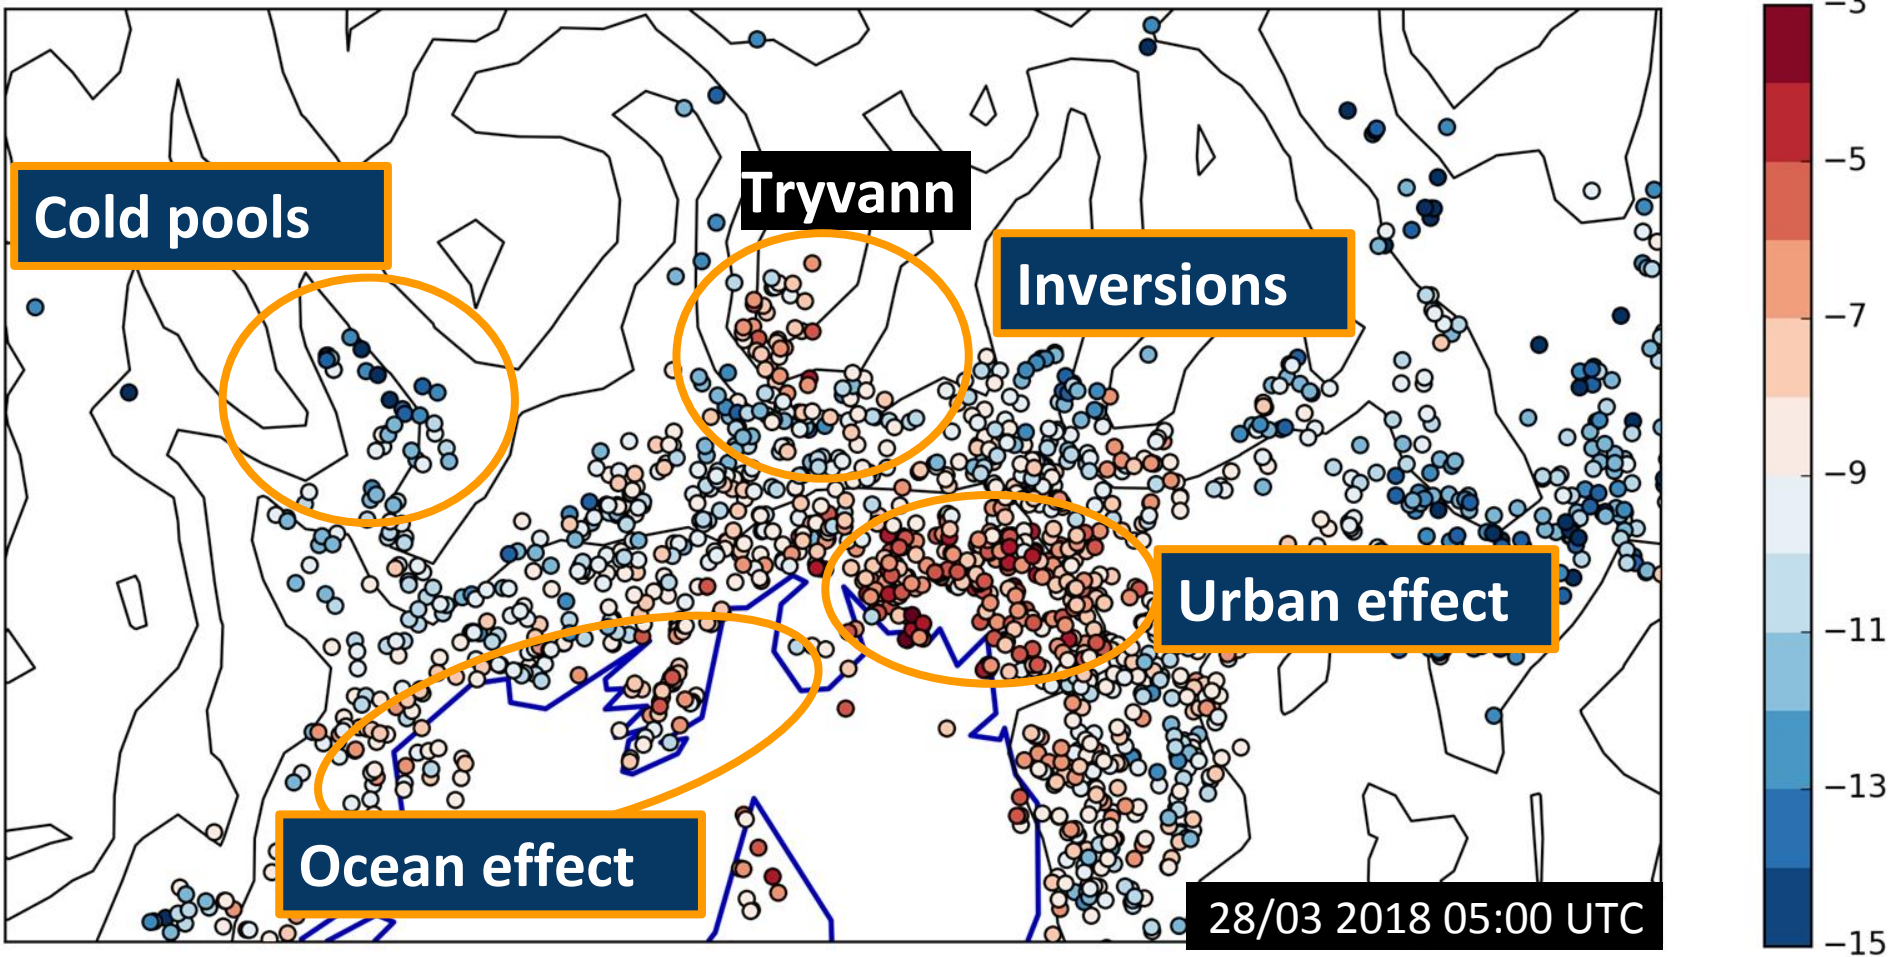 Cold pools
Tryvann
Inversions
Urban effect
Ocean effect
28/03 2018 05:00 UTC
−3
−5
−7
−9
−11
−13
−15